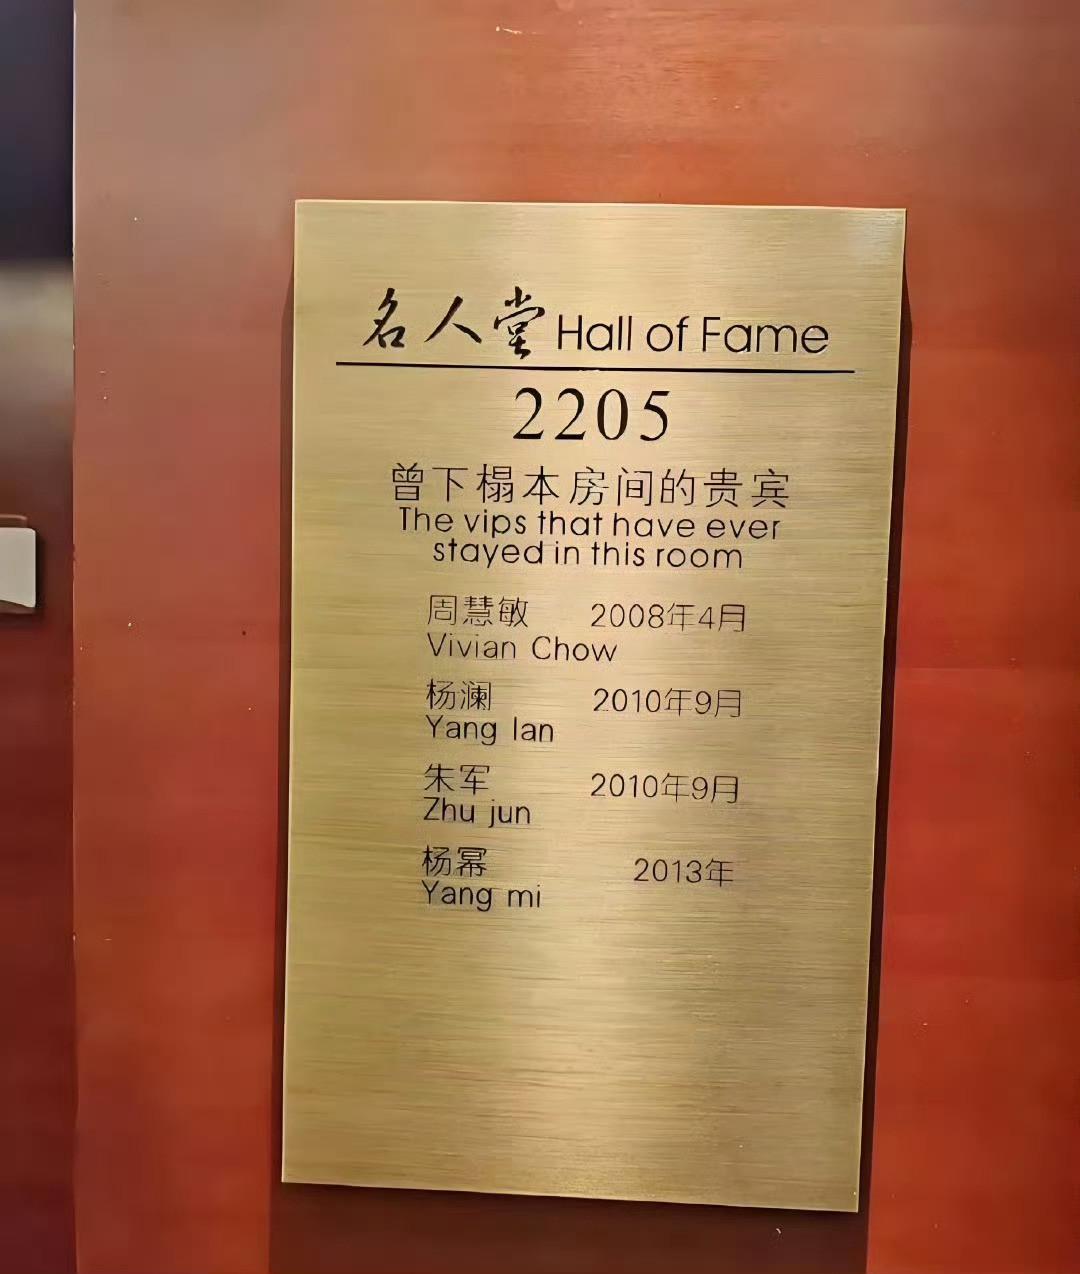 名人堂 Hall of Fame
2205
曾下榻本房间的贵宾
The vips that have ever
stayed in this room
周慧敏 2008年4月
Vivian Chow
杨澜 2010年9月
Yang lan
朱军 2010年9月
Zhu jun
杨幂 2013年
Yang mi